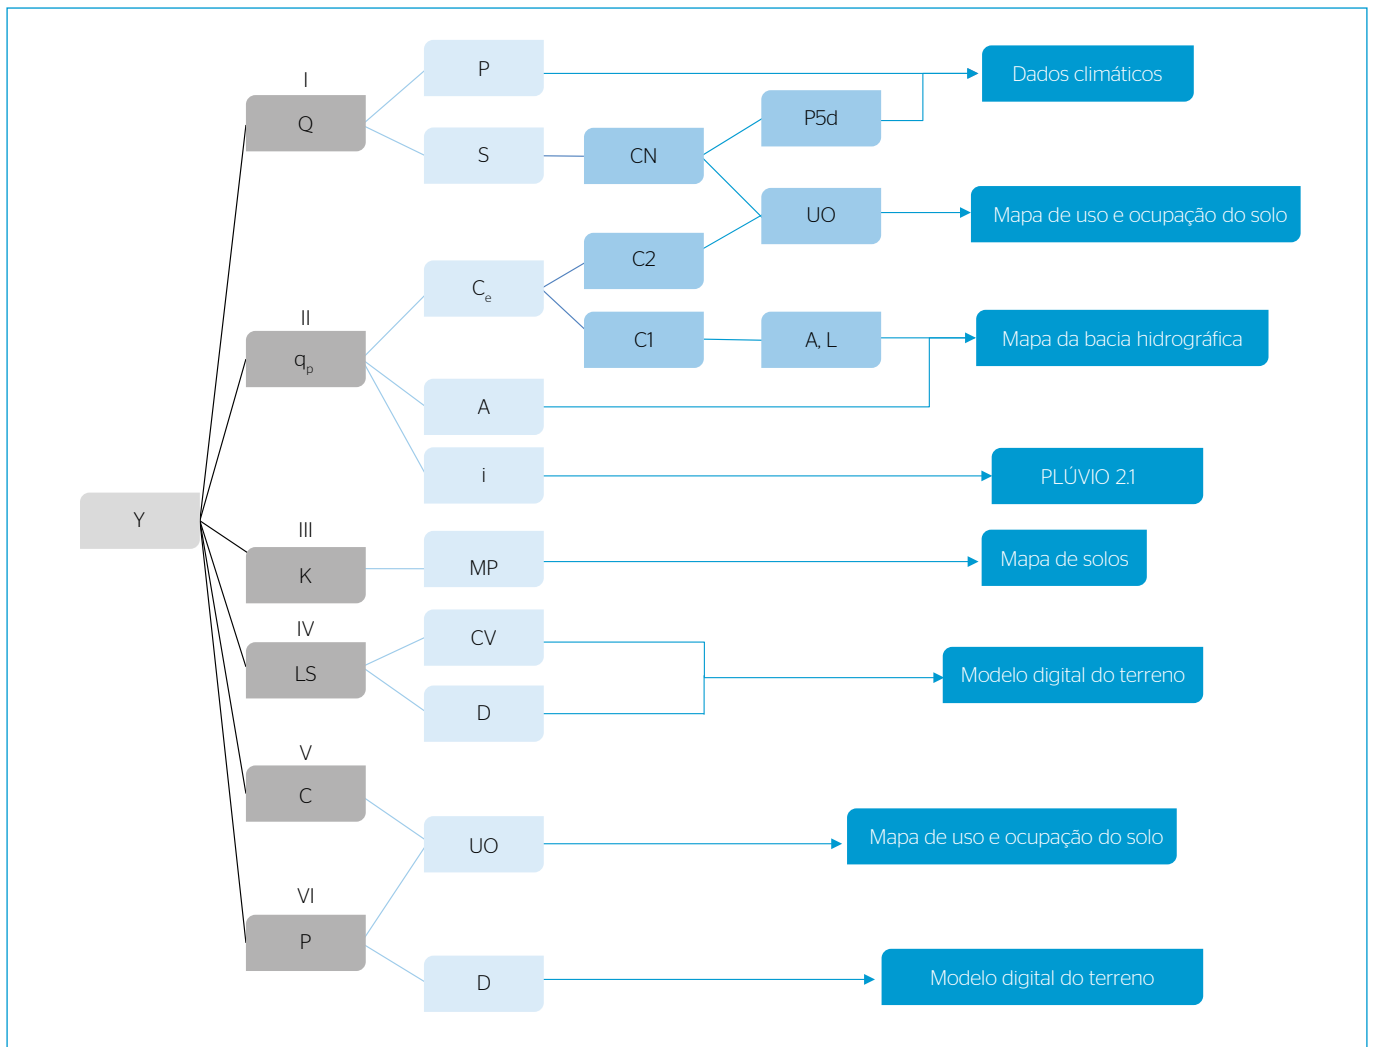 P
Dados climáticos
I
Q
P5d
S
CN
UO
Mapa de uso e ocupação do solo
C2
Ce
II
qp
C1
A, L
Mapa da bacia hidrográfica
A
i
PLÚVIO 2.1
Y
III
K
MP
Mapa de solos
IV
LS
CV
D
Modelo digital do terreno
V
C
UO
Mapa de uso e ocupação do solo
VI
P
D
Modelo digital do terreno